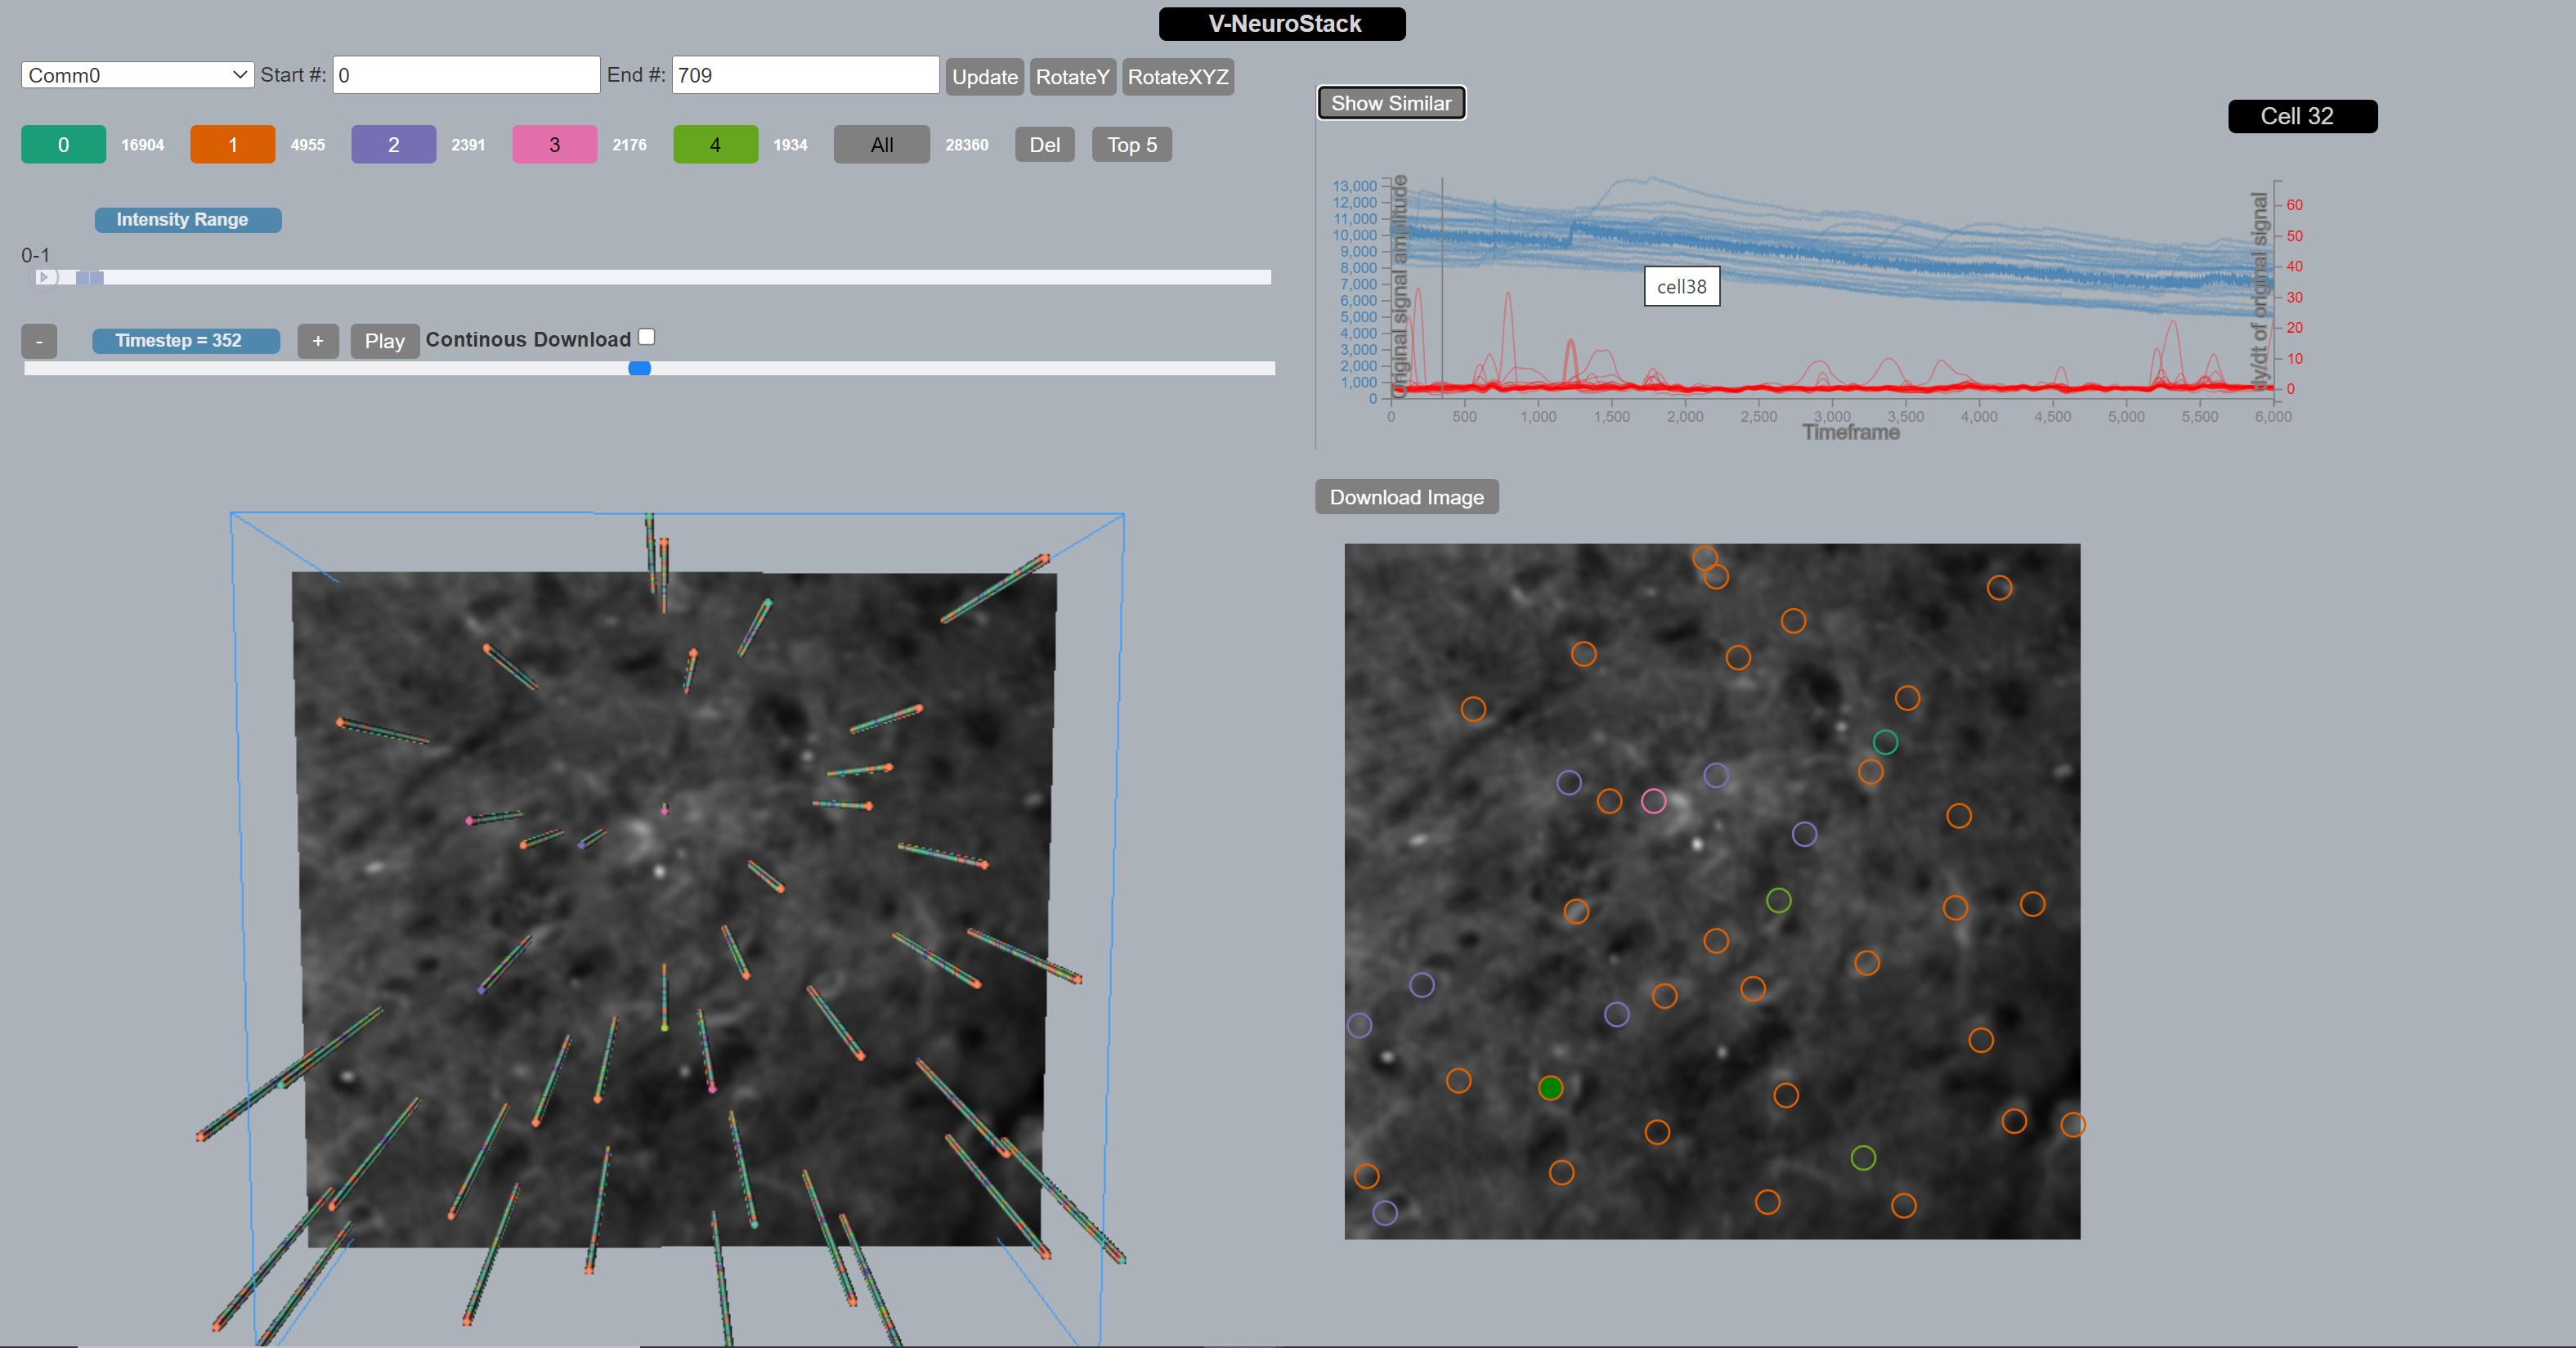 V-NeuroStack
Comm0 Start #: 0 End #: 709 Update RotateY RotateXYZ
Show Similar
Cell 32
0 16904 1 4955 2 2391 3 2176 4 1934 All 28360 Del Top 5
Intensity Range
0-1
- Timestep = 352 + Play Continous Download
Original signal amplitude
13,000
12,000
11,000
10,000
9,000
8,000
7,000
6,000
5,000
4,000
3,000
2,000
1,000
0
cell38
dy/dt of original signal
60
50
40
30
20
10
0
0 500 1,000 1,500 2,000 2,500 3,000 3,500 4,000 4,500 5,000 5,500 6,000
Timeframe
Download Image